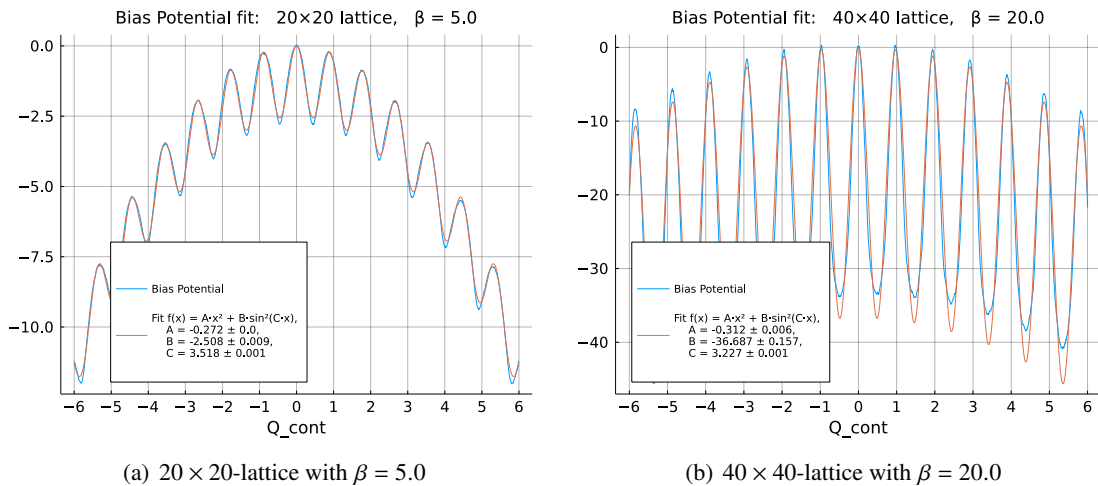 Bias Potential fit: 20×20 lattice, β = 5.0
0.0
−2.5
−5.0
−7.5
−10.0
Bias Potential
Fit f(x) = A·x² + B·sin²(C·x),
A = -0.272 ± 0.0,
B = -2.508 ± 0.009,
C = 3.518 ± 0.001
−6 −5 −4 −3 −2 −1 0 1 2 3 4 5 6
Q_cont
(a) 20 × 20-lattice with β = 5.0
Bias Potential fit: 40×40 lattice, β = 20.0
0
−10
−20
−30
−40
Bias Potential
Fit f(x) = A·x² + B·sin²(C·x),
A = -0.312 ± 0.006,
B = -36.687 ± 0.157,
C = 3.227 ± 0.001
−6 −5 −4 −3 −2 −1 0 1 2 3 4 5 6
Q_cont
(b) 40 × 40-lattice with β = 20.0